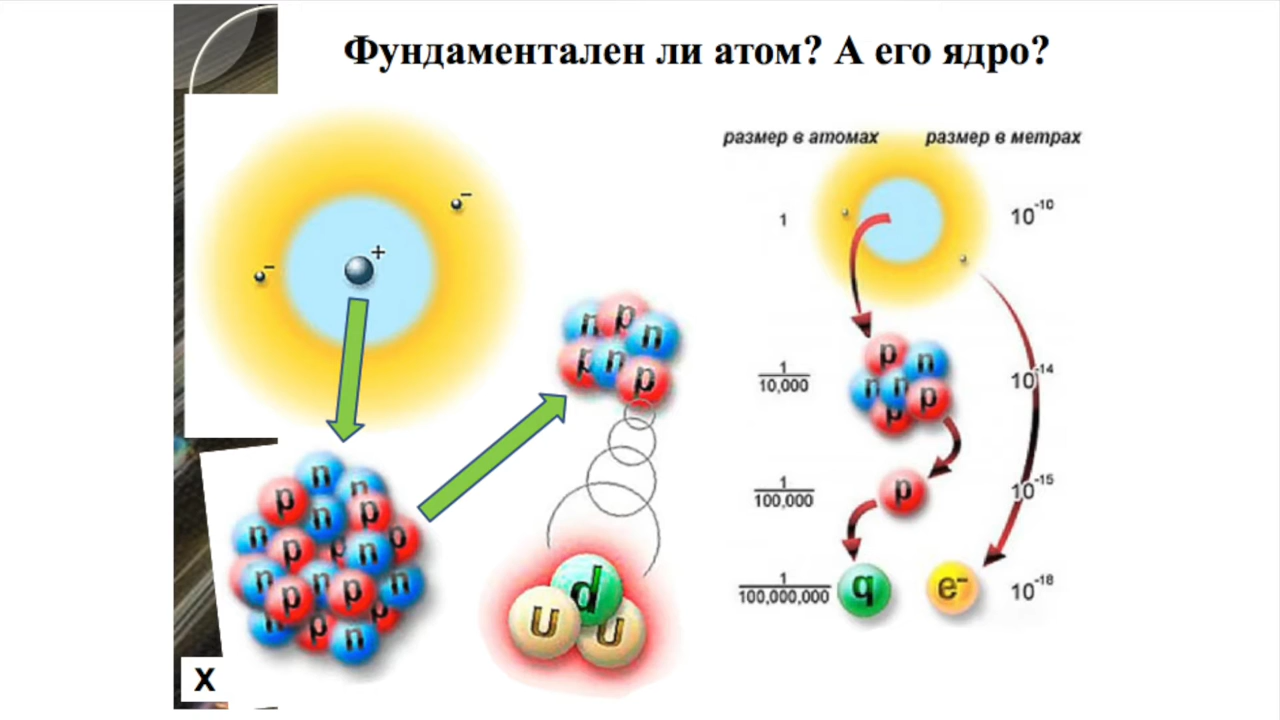 Фундаментален ли атом? А его ядро?
размер в атомах размер в метрах
-
- +
1 10⁻¹⁰
n p n
p n p
p n
n n p
p
1/10,000 10⁻¹⁴
n
p n n
n p p
n p p n p
n p n p n
n p n p
p 1/100,000 10⁻¹⁵
d
u u
1/100,000,000 q e⁻ 10⁻¹⁸
X